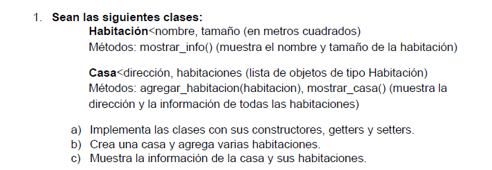 1. Sean las siguientes clases:
Habitación<nombre, tamaño (en metros cuadrados)
Métodos: mostrar_info() (muestra el nombre y tamaño de la habitación)
Casa<dirección, habitaciones (lista de objetos de tipo Habitación)
Métodos: agregar_habitacion(habitacion), mostrar_casa() (muestra la
dirección y la información de todas las habitaciones)
a) Implementa las clases con sus constructores, getters y setters.
b) Crea una casa y agrega varias habitaciones.
c) Muestra la información de la casa y sus habitaciones.